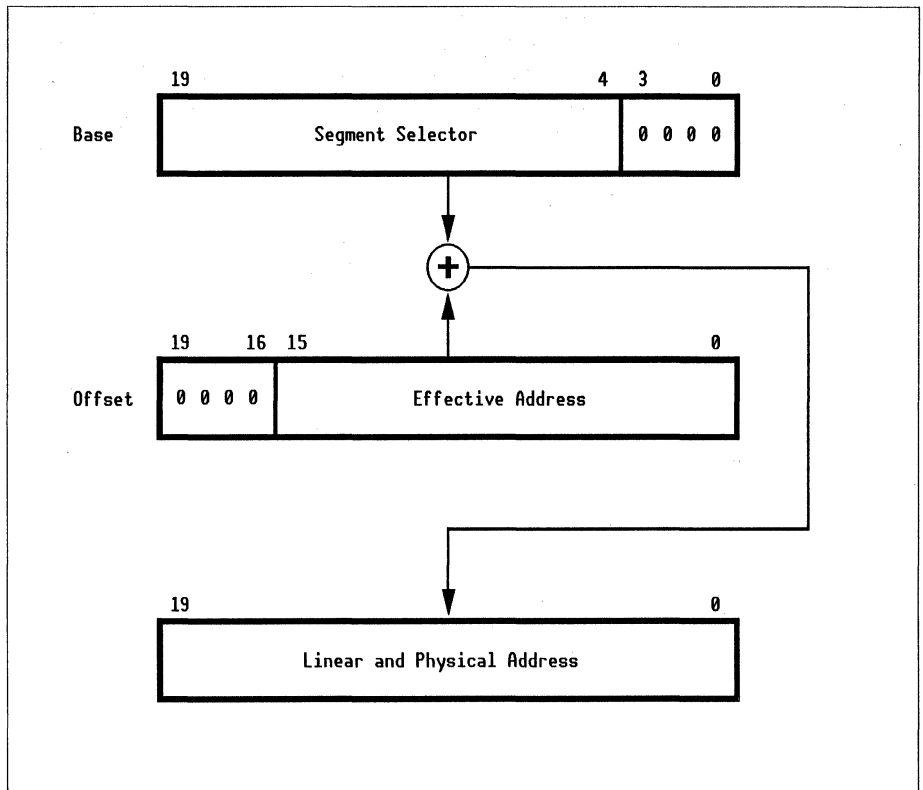 19 4 3 0
Base Segment Selector 0 0 0 0
+
19 16 15 0
Offset 0 0 0 0 Effective Address
19 0
Linear and Physical Address